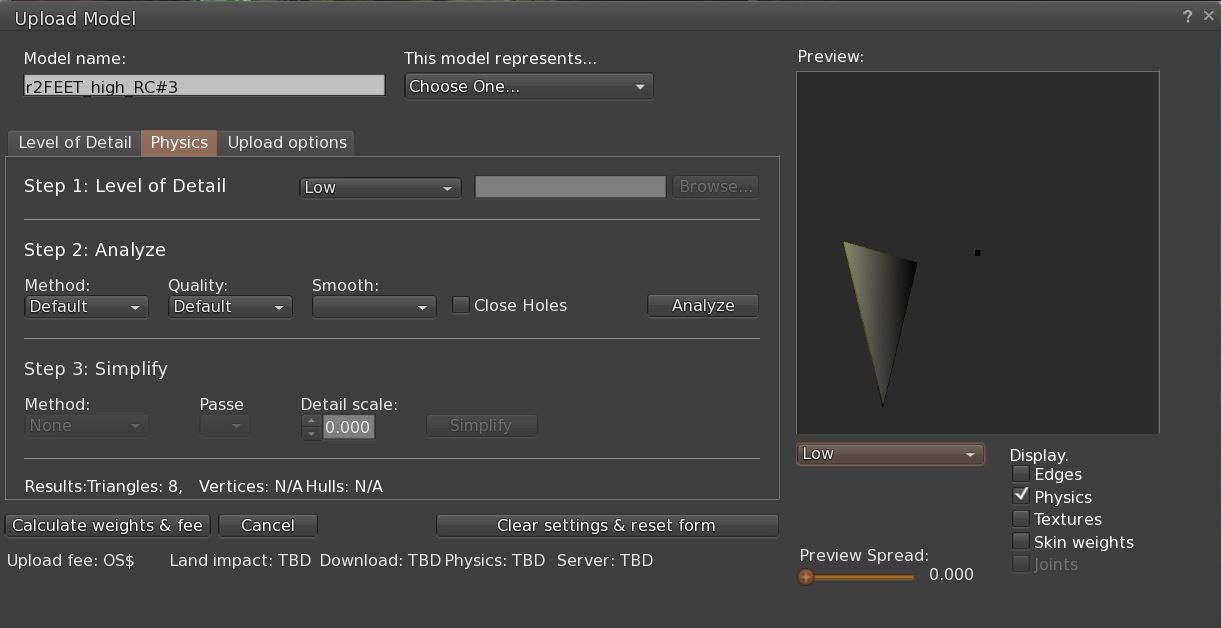 Upload Model
? ×
Model name:
This model represents...
Preview:
r2FEET_high_RC#3
Choose One...
Level of Detail
Physics
Upload options
Step 1: Level of Detail
Low
Browse...
Step 2: Analyze
Method:
Quality:
Smooth:
Default
Default
Close Holes
Analyze
Step 3: Simplify
Method:
Passe
Detail scale:
None
0.000
Simplify
Results:Triangles: 8, Vertices: N/A Hulls: N/A
Low
Display.
Edges
Physics
Textures
Skin weights
Joints
Calculate weights & fee
Cancel
Clear settings & reset form
Upload fee: OS$ Land impact: TBD Download: TBD Physics: TBD Server: TBD
Preview Spread:
0.000